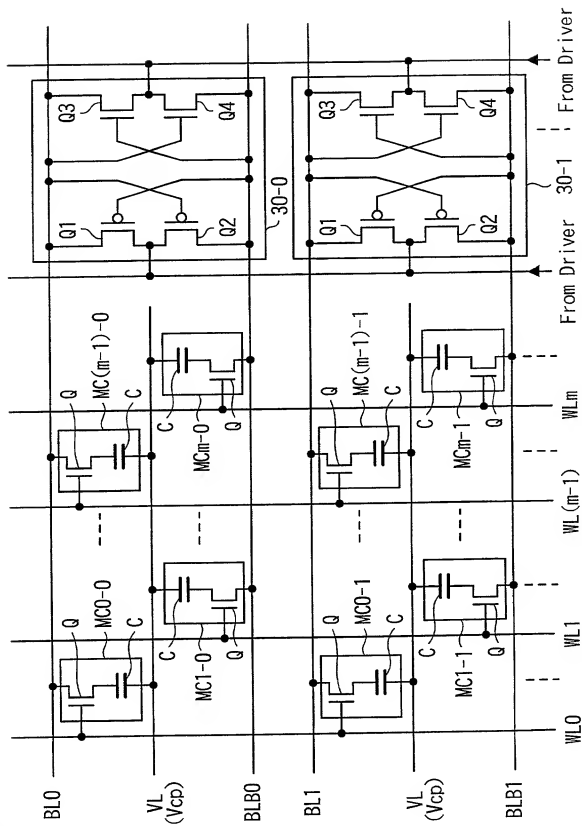 BL0
VL
(Vcp)
BLB0
BL1
VL
(Vcp)
BLB1
WL0
WL1
WL(m-1)
WLm
From Driver
From Driver
Q
MC0-0
C
C
MC1-0
Q
Q
MC(m-1)-0
C
C
MCm-0
Q
Q1
Q2
Q3
Q4
30-0
Q
MC0-1
C
C
MC1-1
Q
Q
MC(m-1)-1
C
C
MCm-1
Q
Q1
Q2
Q3
Q4
30-1